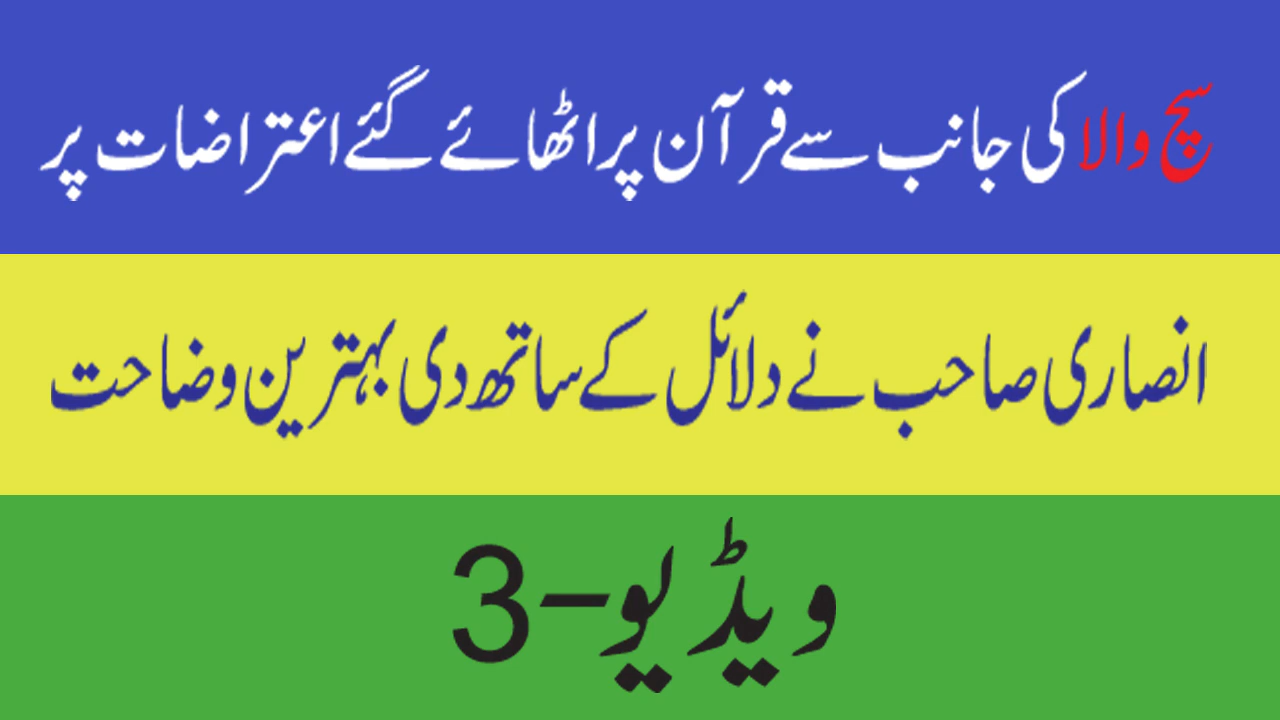 سچ والا کی جانب سے قرآن پر اٹھائے گئے اعتراضات پر
انصاری صاحب نے دلائل کے ساتھ دی بہترین وضاحت
ویڈیو-3